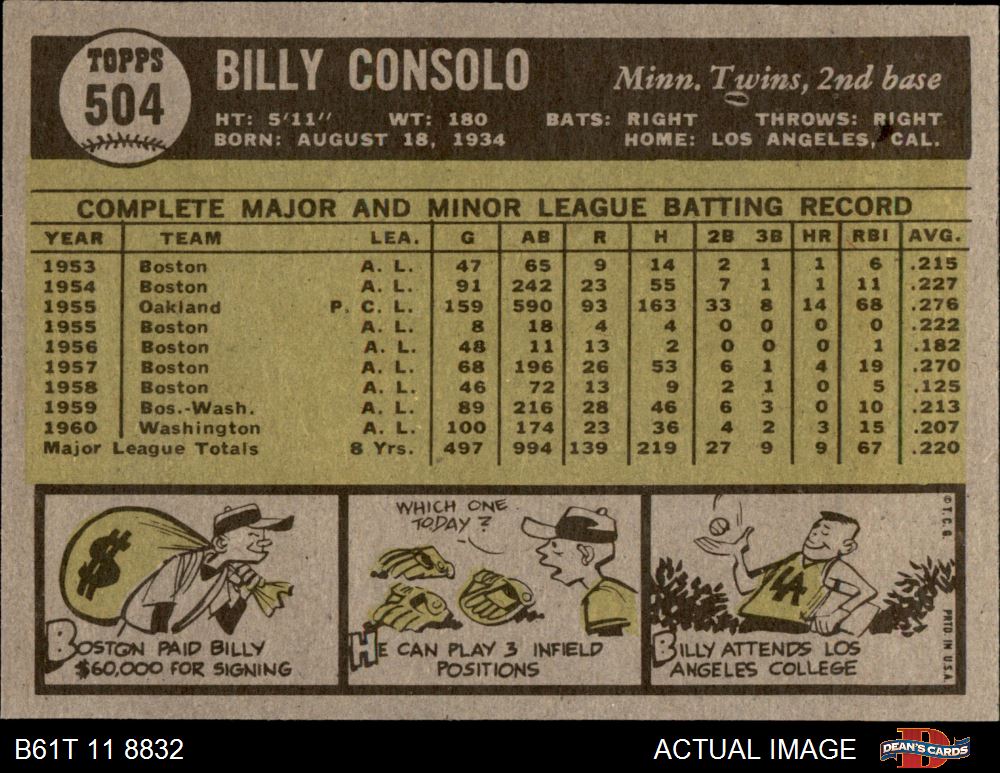 TOPPS
504
BILLY CONSOLO
Minn. Twins, 2nd base
HT: 5'11" WT: 180 BATS: RIGHT THROWS: RIGHT
BORN: AUGUST 18, 1934 HOME: LOS ANGELES, CAL.
COMPLETE MAJOR AND MINOR LEAGUE BATTING RECORD
YEAR TEAM LEA. G AB R H 2B 3B HR RBI AVG.
1953 Boston A. L. 47 65 9 14 2 1 1 6 .215
1954 Boston A. L. 91 242 23 55 7 1 1 11 .227
1955 Oakland P. C. L. 159 590 93 163 33 8 14 68 .276
1955 Boston A. L. 8 18 4 4 0 0 0 0 .222
1956 Boston A. L. 48 11 13 2 0 0 0 1 .182
1957 Boston A. L. 68 196 26 53 6 1 4 19 .270
1958 Boston A. L. 46 72 13 9 2 1 0 5 .125
1959 Bos.-Wash. A. L. 89 216 28 46 6 3 0 10 .213
1960 Washington A. L. 100 174 23 36 4 2 3 15 .207
Major League Totals 8 Yrs. 497 994 139 219 27 9 9 67 .220
$
BOSTON PAID BILLY
$60,000 FOR SIGNING
WHICH ONE
TODAY?
HE CAN PLAY 3 INFIELD
POSITIONS
LA
BILLY ATTENDS LOS
ANGELES COLLEGE
© T. C. G.
PRTD. IN U.S.A.
B61T 11 8832
ACTUAL IMAGE
DEAN'S CARDS